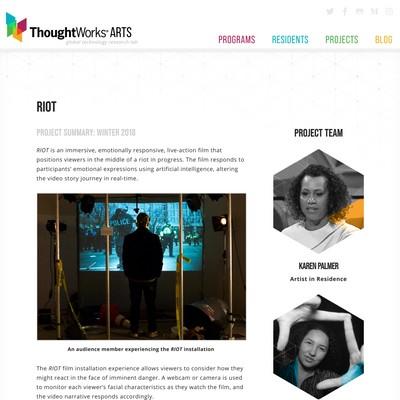 ThoughtWorks® ARTS
global technology research lab
PROGRAMS RESIDENTS PROJECTS BLOG
RIOT
PROJECT SUMMARY: WINTER 2018
RIOT is an immersive, emotionally responsive, live-action film that
positions viewers in the middle of a riot in progress. The film responds to
participants' emotional expressions using artificial intelligence, altering
the video story journey in real-time.
POLICE
An audience member experiencing the RIOT installation
The RIOT film installation experience allows viewers to consider how they
might react in the face of imminent danger. A webcam or camera is used
to monitor each viewer's facial characteristics as they watch the film, and
the video narrative responds accordingly.
PROJECT TEAM
KAREN PALMER
Artist in Residence